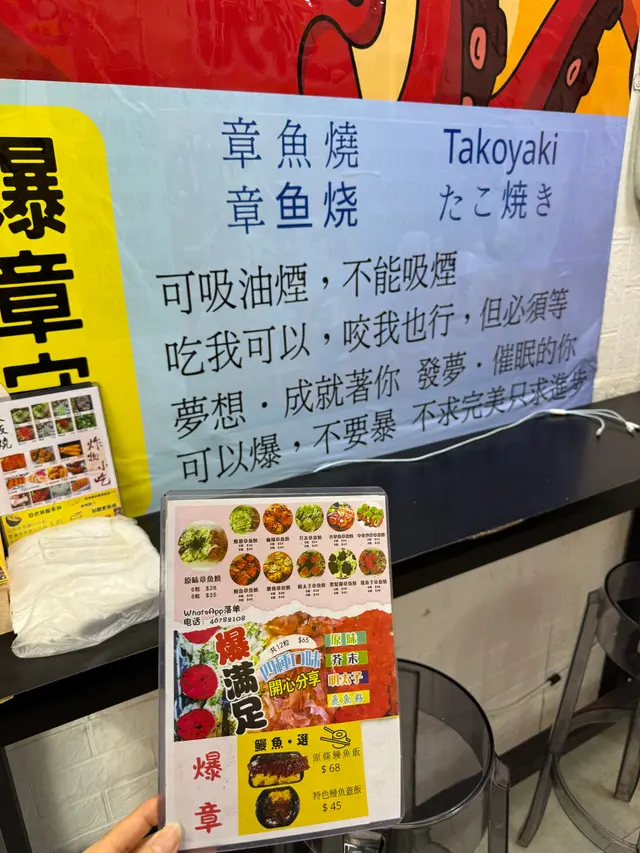 章魚燒 Takoyaki
章鱼烧 たこ焼き
可吸油煙，不能吸煙
吃我可以，咬我也行，但必須等
夢想．成就著你 發夢．催眠的你
可以爆，不要暴 不求完美只求進步
爆章
炸物小吃
原味章魚燒
6粒 $28
8粒 $35
WhatsApp落单
电话：46782108
爆滿足
共12粒 $65
四種口味
開心分享
原味
芥末
明太子
爆章
鰻魚·選
原條鰻魚飯
$68
特色鰻魚蓋飯
$45